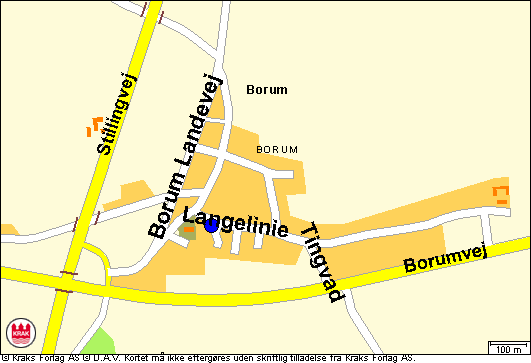 Stillingvej
Borum Landevej
Borum
BORUM
Langelinie
Tingvad
Borumvej
KRAK
100 m
© Kraks Forlag AS © D.A.V. Kortet må ikke eftergøres uden skriftlig tilladelse fra Kraks Forlag AS.